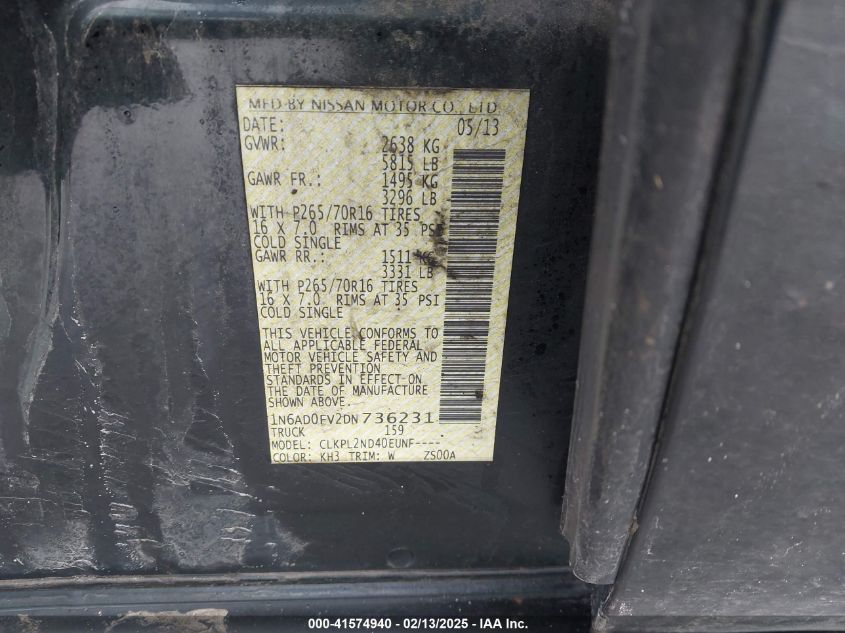 MFD BY NISSAN MOTOR CO., LTD
DATE: 05/13
GVWR: 2638 KG
5815 LB
GAWR FR.: 1495 KG
3296 LB
WITH P265/70R16 TIRES
16 X 7.0 RIMS AT 35 PSI
COLD SINGLE
GAWR RR.: 1511 KG
3331 LB
WITH P265/70R16 TIRES
16 X 7.0 RIMS AT 35 PSI
COLD SINGLE
THIS VEHICLE CONFORMS TO
ALL APPLICABLE FEDERAL
MOTOR VEHICLE SAFETY AND
THEFT PREVENTION
STANDARDS IN EFFECT ON
THE DATE OF MANUFACTURE
SHOWN ABOVE.
1N6AD0FV2DN736231
TRUCK 159
MODEL: CLKPL2ND40EUNF----
COLOR: KH3 TRIM: W ZS00A
000-41574940 - 02/13/2025 - IAA Inc.